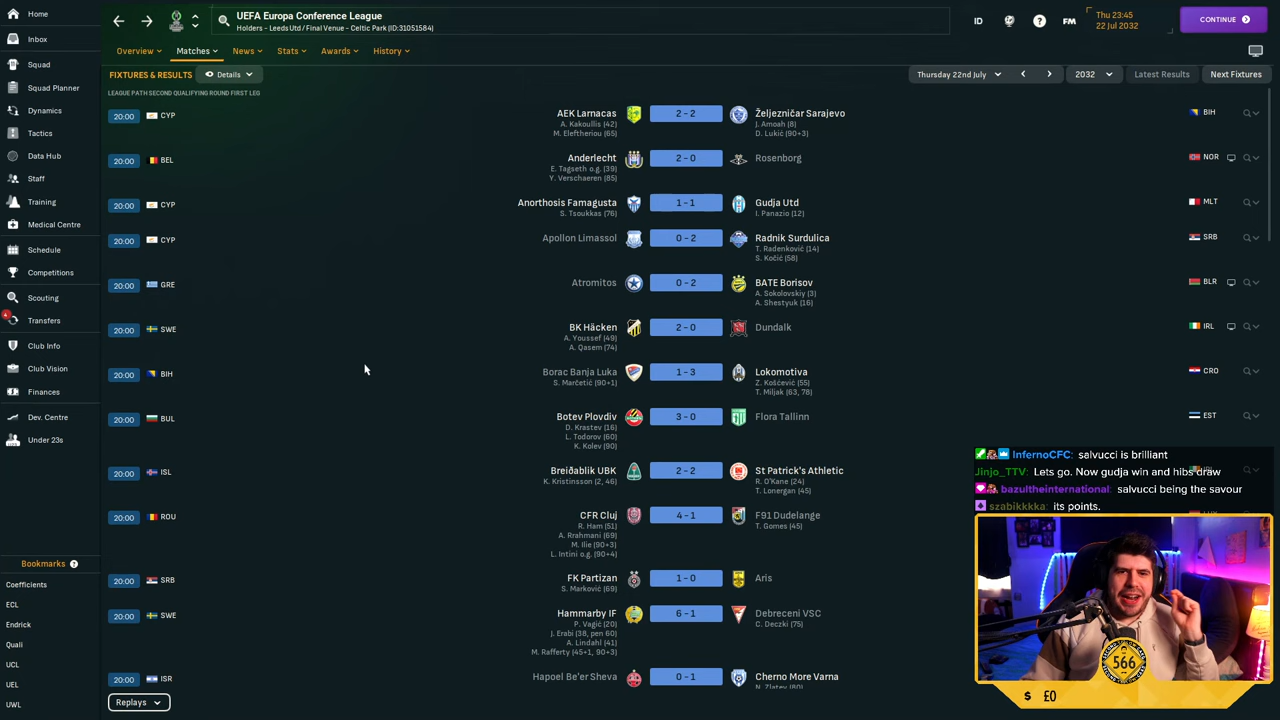 Home
Inbox
Squad
Squad Planner
Dynamics
Tactics
Data Hub
Staff
Training
Medical Centre
Schedule
Competitions
Scouting
Transfers
Club Info
Club Vision
Finances
Dev. Centre
Under 23s
Bookmarks
Coefficients
ECL
Endrick
Quali
UCL
UEL
UWL
UEFA Europa Conference League
Holders - Leeds Utd / Final Venue - Celtic Park (ID:31051584)
ID
FM
Thu 23:45
22 Jul 2032
CONTINUE
Overview
Matches
News
Stats
Awards
History
FIXTURES & RESULTS
Details
Thursday 22nd July
2032
Latest Results
Next Fixtures
LEAGUE PATH SECOND QUALIFYING ROUND FIRST LEG
20:00 CYP AEK Larnacas 2 - 2 Željezničar Sarajevo BIH
A. Kakoullis (42) J. Amoah (8)
M. Eleftheriou (65) D. Lukić (90+3)
20:00 BEL Anderlecht 2 - 0 Rosenborg NOR
E. Tagseth o.g. (39)
Y. Verschaeren (85)
20:00 CYP Anorthosis Famagusta 1 - 1 Gudja Utd MLT
S. Tsoukkas (76) I. Panazio (12)
20:00 CYP Apollon Limassol 0 - 2 Radnik Surdulica SRB
T. Radenković (14)
S. Kočić (58)
20:00 GRE Atromitos 0 - 2 BATE Borisov BLR
A. Sokolovskiy (3)
A. Shestyuk (16)
20:00 SWE BK Häcken 2 - 0 Dundalk IRL
A. Youssef (49)
A. Qasem (74)
20:00 BIH Borac Banja Luka 1 - 3 Lokomotiva CRO
S. Marčetić (90+1) Z. Košćević (55)
T. Miljak (63, 78)
20:00 BUL Botev Plovdiv 3 - 0 Flora Tallinn EST
D. Krastev (16)
L. Todorov (60)
K. Kolev (90)
20:00 ISL Breiðablik UBK 2 - 2 St Patrick's Athletic
K. Kristinsson (2, 46) R. O'Kane (24)
T. Lonergan (45)
20:00 ROU CFR Cluj 4 - 1 F91 Dudelange
R. Ham (51) T. Gomes (45)
A. Rrahmani (69)
M. Ilie (90+3)
L. Intini o.g. (90+4)
20:00 SRB FK Partizan 1 - 0 Aris
S. Marković (69)
20:00 SWE Hammarby IF 6 - 1 Debreceni VSC
P. Vagić (20) C. Deczki (75)
J. Erabi (38, pen 60)
A. Lindahl (41)
M. Rafferty (45+1, 90+3)
20:00 ISR Hapoel Be'er Sheva 0 - 1 Cherno More Varna
N. Zlatev (80)
Replays
InfernoCFC: salvucci is brilliant
Jinjo_TTV: Lets go. Now gudja win and hibs draw
bazultheinternational: salvucci being the savour
szabikkkka: its points.
566
$ £0